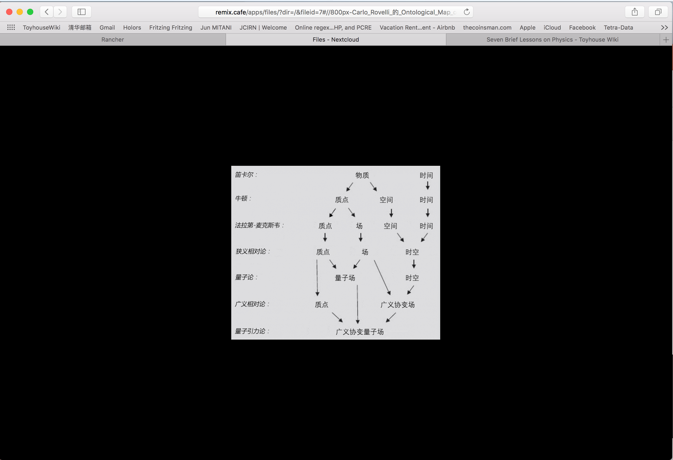 remix.cafe/apps/files/?dir=/&fileid=7#//800px-Carlo_Rovelli_的_Ontological_Map
ToyhouseWiki 清华邮箱 Gmail Hoiors Fritzing Fritzing Jun MITANI JCIRN | Welcome Online regex...HP, and PCRE Vacation Rent...ent - Airbnb thecoinsman.com Apple iCloud Facebook Tetra-Data >>
Rancher Files - Nextcloud Seven Brief Lessons on Physics - Toyhouse Wiki +
笛卡尔： 物质 时间
牛顿： 质点 空间 时间
法拉第-麦克斯韦： 质点 场 空间 时间
狭义相对论： 质点 场 时空
量子论： 量子场 时空
广义相对论： 质点 广义协变场
量子引力论： 广义协变量子场